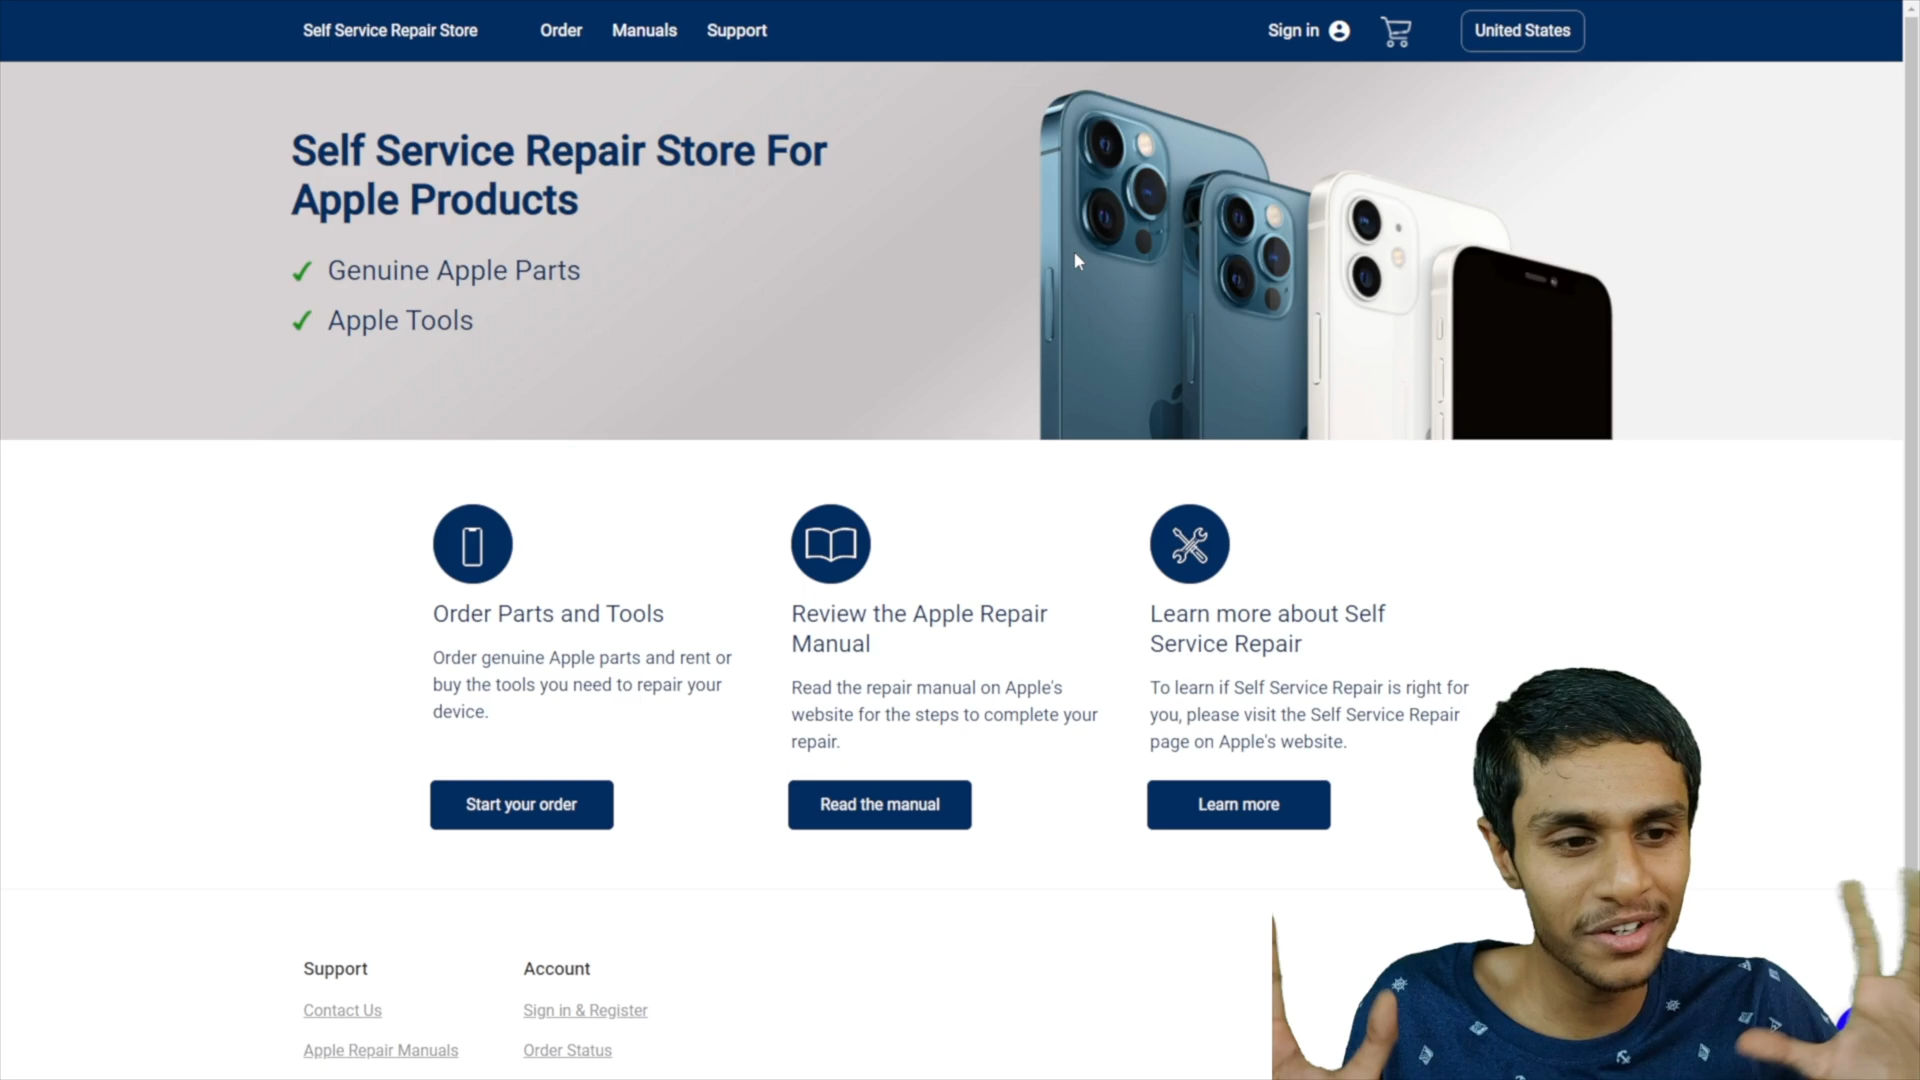 Self Service Repair Store
Order
Manuals
Support
Sign in
United States
Self Service Repair Store For
Apple Products
✓ Genuine Apple Parts
✓ Apple Tools
Order Parts and Tools
Order genuine Apple parts and rent or
buy the tools you need to repair your
device.
Start your order
Review the Apple Repair
Manual
Read the repair manual on Apple's
website for the steps to complete your
repair.
Read the manual
Learn more about Self
Service Repair
To learn if Self Service Repair is right for
you, please visit the Self Service Repair
page on Apple's website.
Learn more
Support
Contact Us
Apple Repair Manuals
Account
Sign in & Register
Order Status